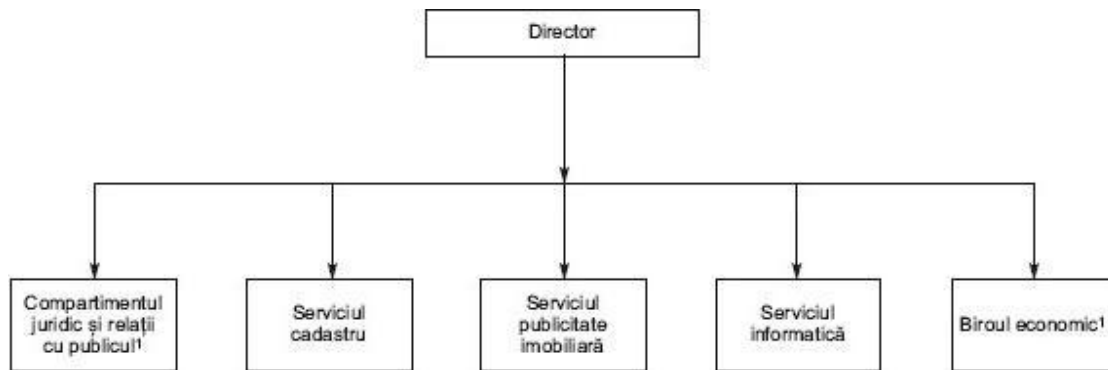 Director
Compartimentul
juridic și relații
cu publicul¹
Serviciul
cadastru
Serviciul
publicitate
imobiliară
Serviciul
informatică
Biroul economic¹